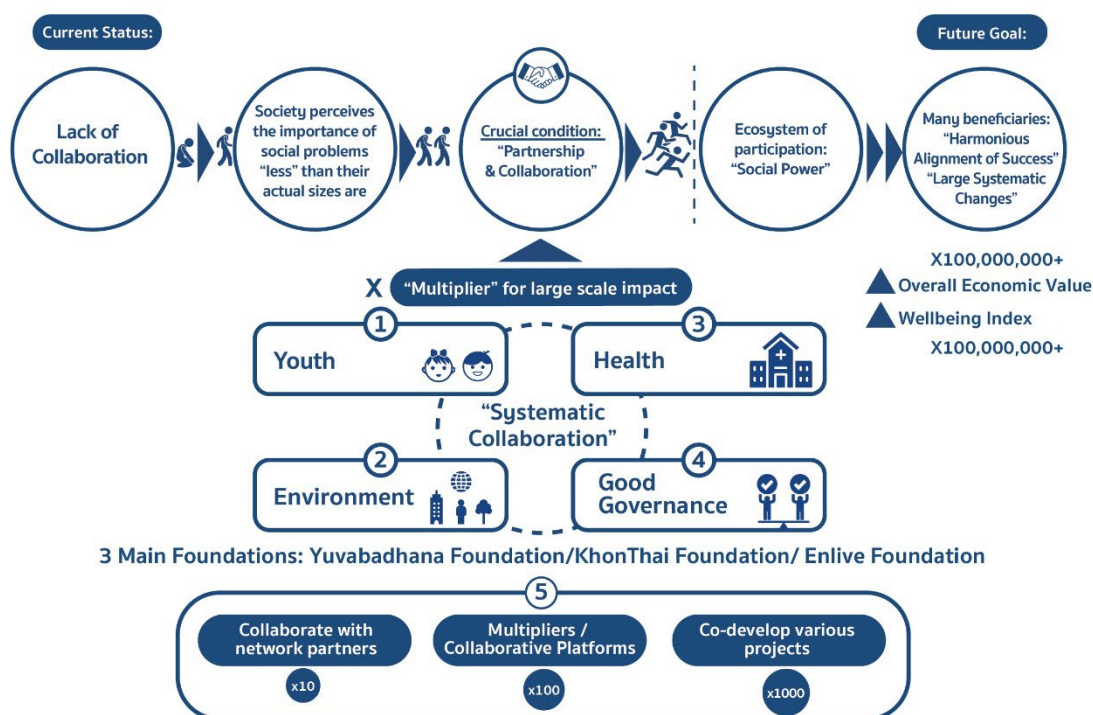 Current Status:
Future Goal:
Lack of
Collaboration
Society perceives
the importance of
social problems
“less” than their
actual sizes are
Crucial condition:
“Partnership
& Collaboration”
Ecosystem of
participation:
“Social Power”
Many beneficiaries:
“Harmonious
Alignment of Success”
“Large Systematic
Changes”
X100,000,000+
Overall Economic Value
Wellbeing Index
X100,000,000+
X “Multiplier” for large scale impact
1
Youth
3
Health
“Systematic
Collaboration”
2
Environment
4
Good
Governance
3 Main Foundations: Yuvabadhana Foundation/KhonThai Foundation/ Enlive Foundation
5
Collaborate with
network partners
x10
Multipliers /
Collaborative Platforms
x100
Co-develop various
projects
x1000